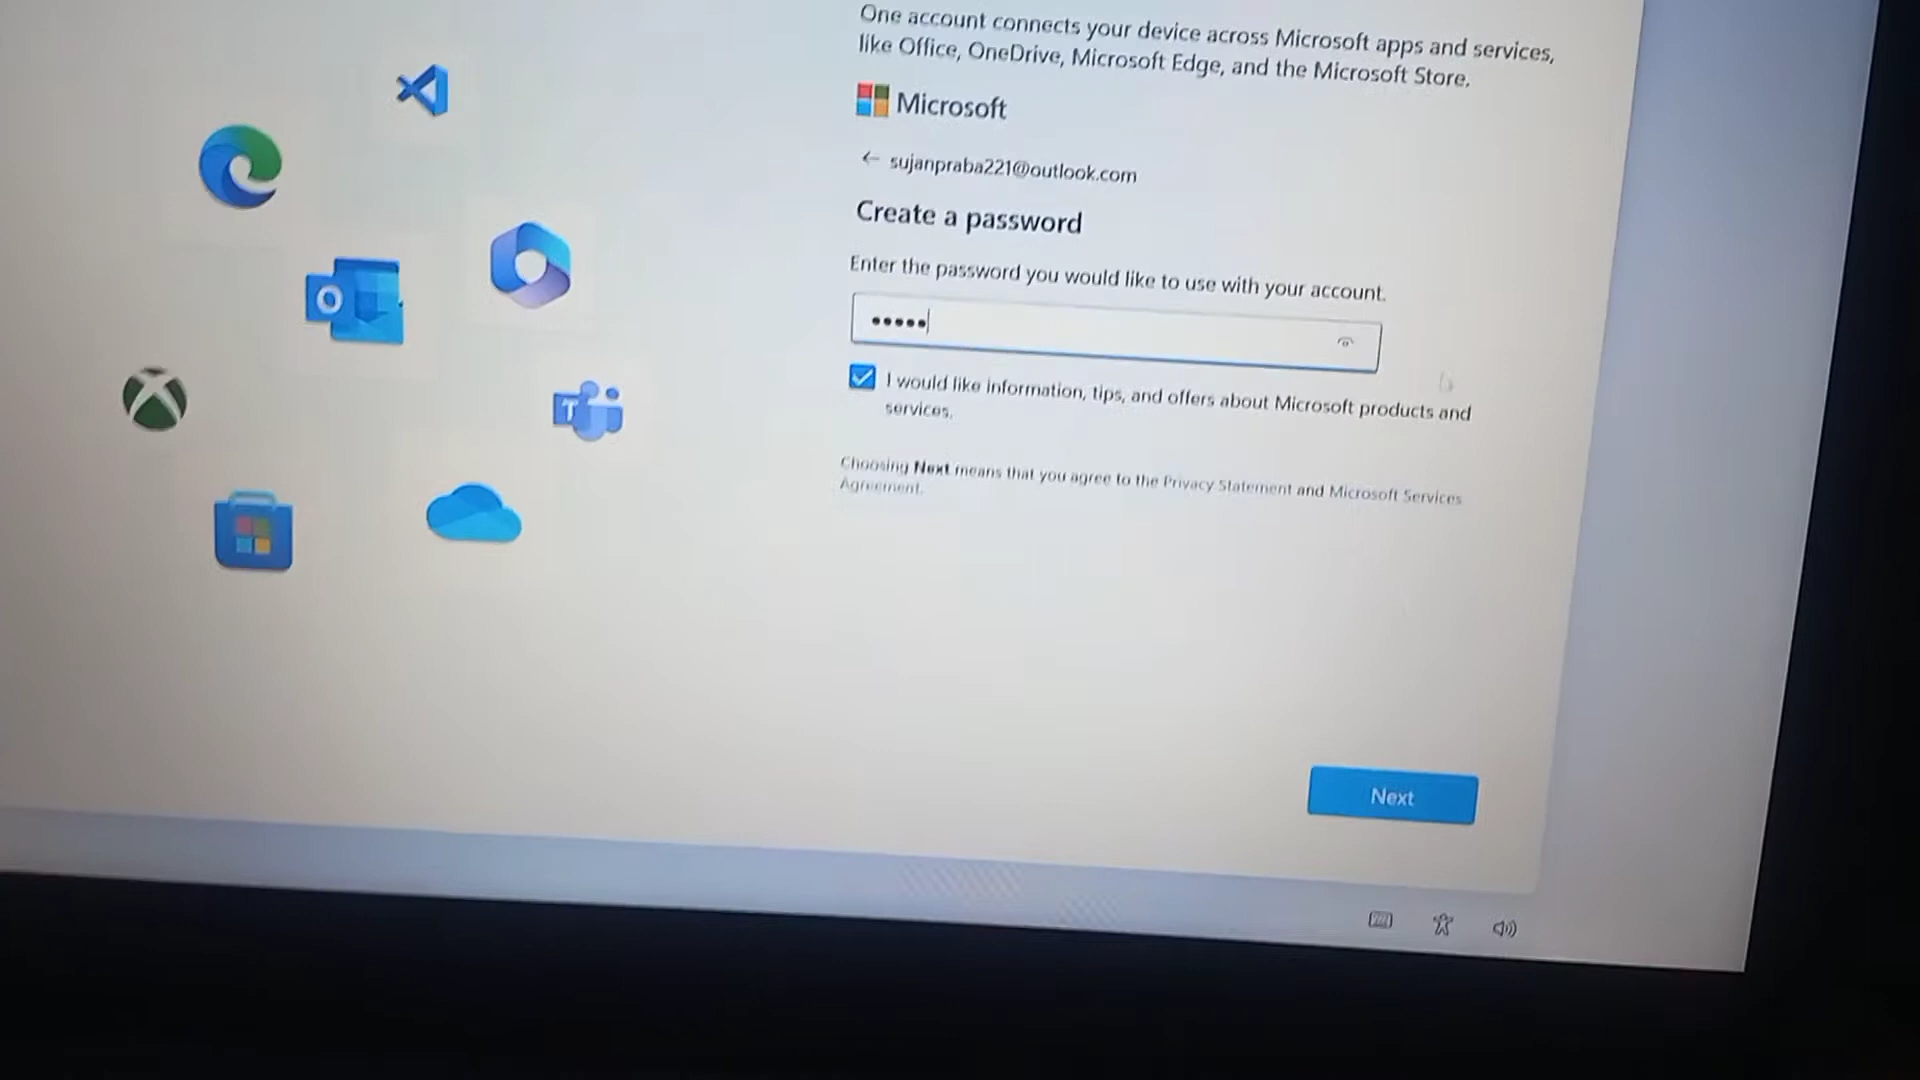 One account connects your device across Microsoft apps and services,
like Office, OneDrive, Microsoft Edge, and the Microsoft Store.
Microsoft
← sujanpraba221@outlook.com
Create a password
Enter the password you would like to use with your account.
•••••
I would like information, tips, and offers about Microsoft products and
services.
Choosing Next means that you agree to the Privacy Statement and Microsoft Services
Agreement.
Next